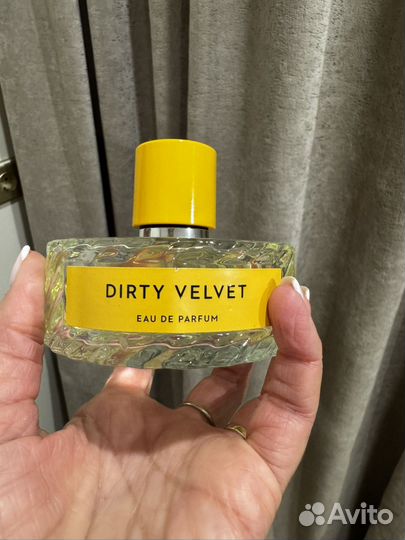 DIRTY VELVET
EAU DE PARFUM
Avito